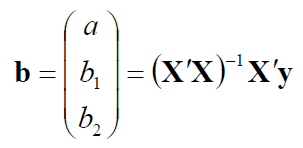 b = ( a b₁ b₂ ) = (X′X)⁻¹ X′y